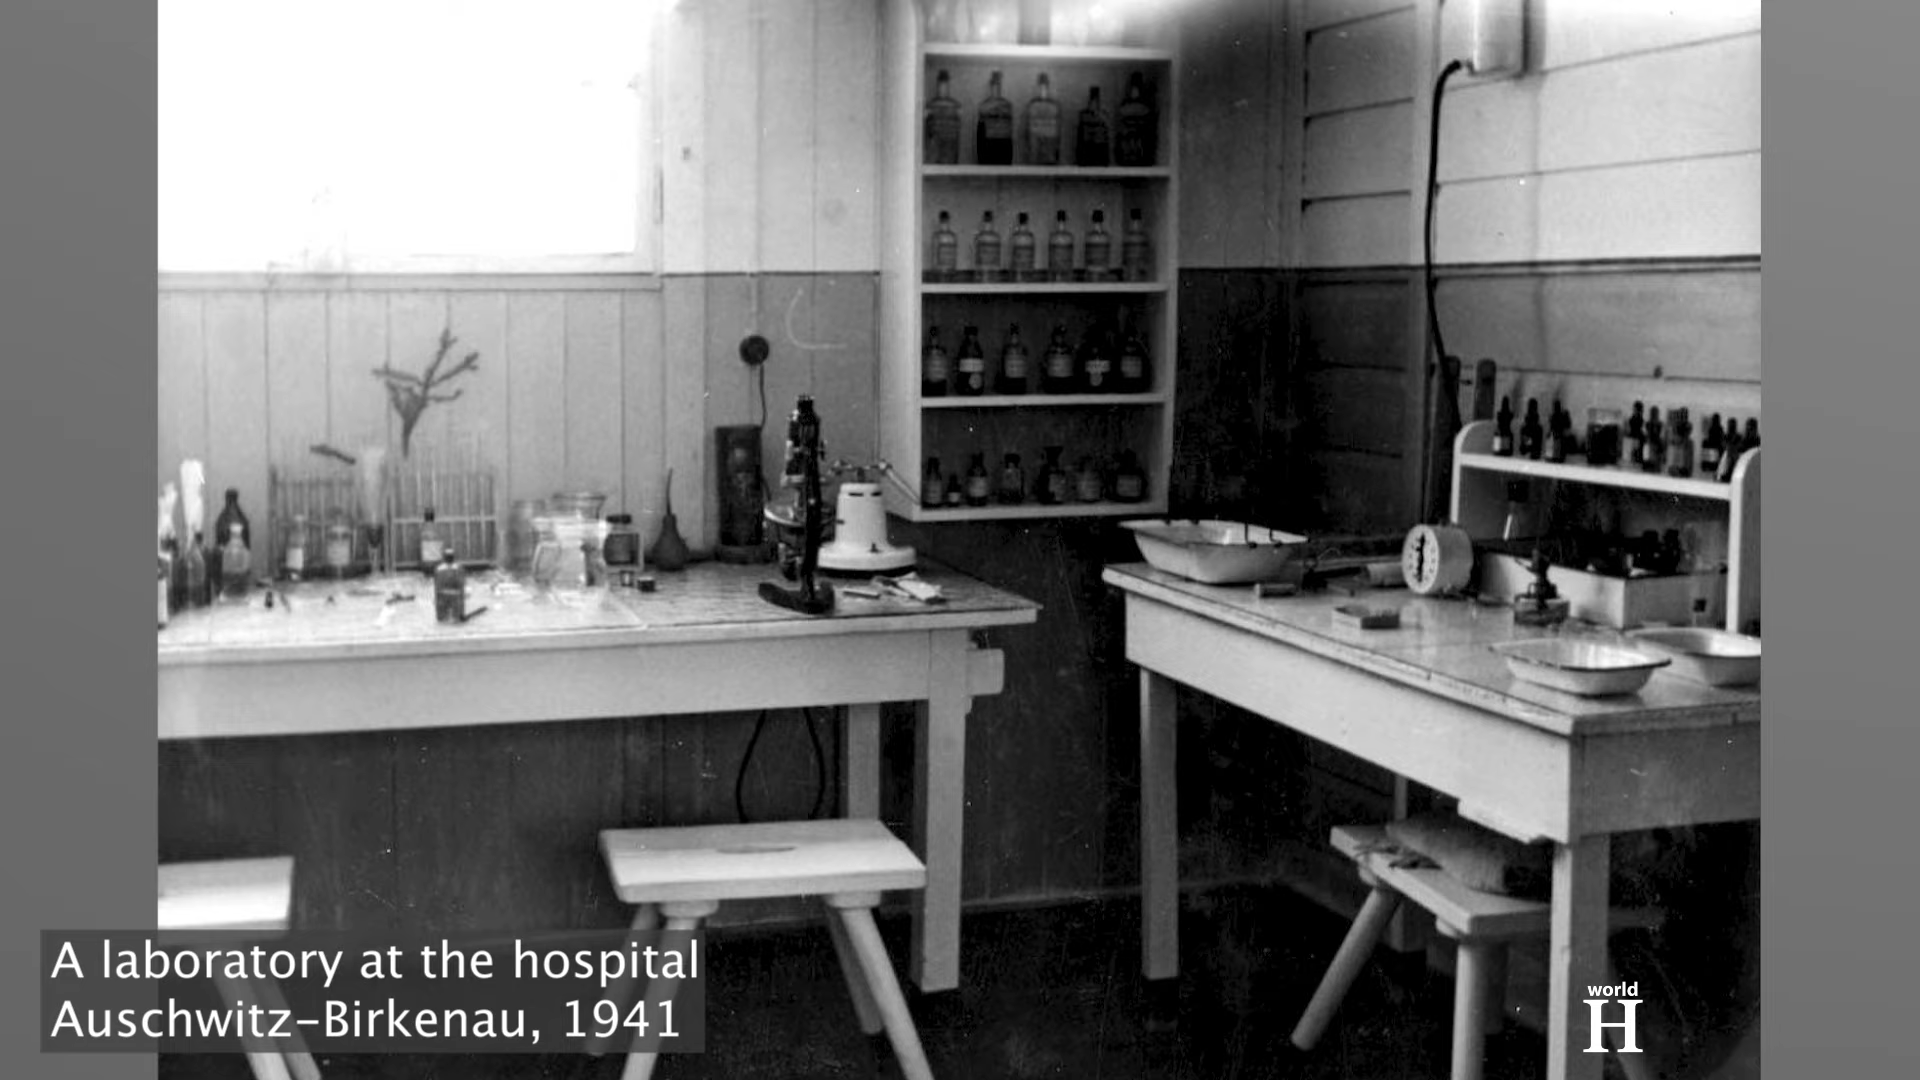 A laboratory at the hospital
Auschwitz–Birkenau, 1941
world
H